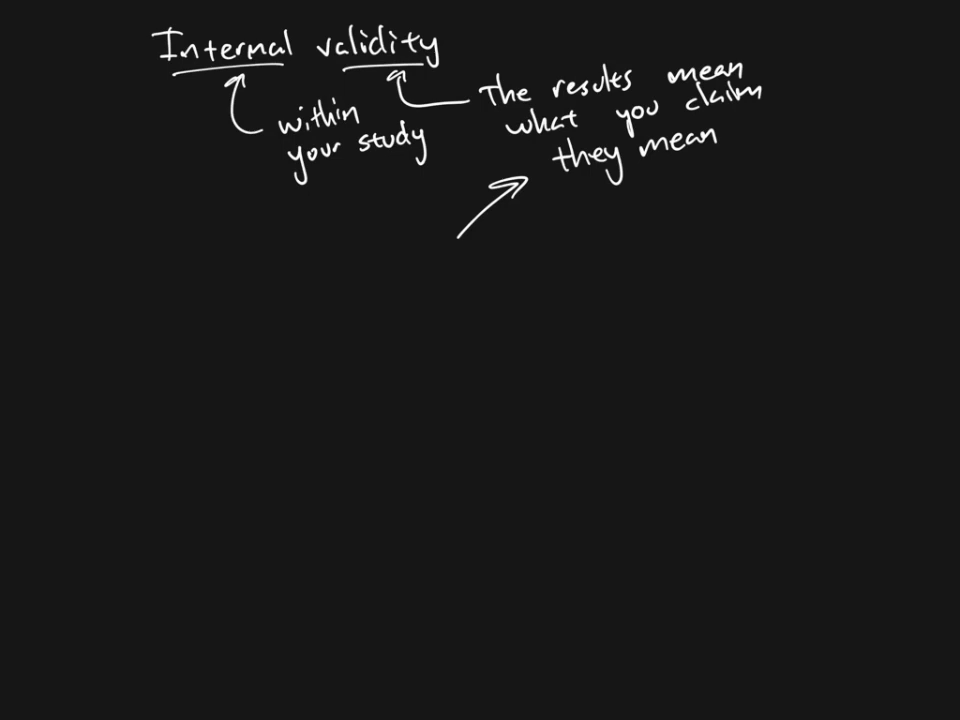 Internal validity
within
your study
The results mean
what you claim
they mean